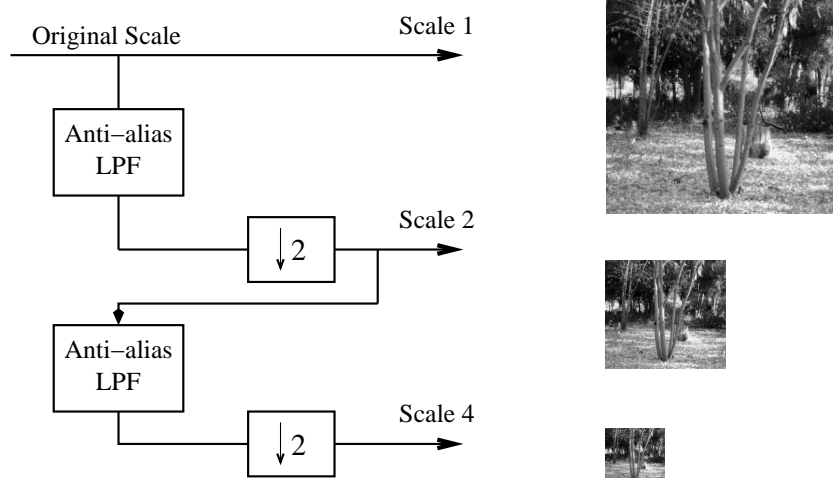 Original Scale
Scale 1
Anti−alias
LPF
Scale 2
↓ 2
Anti−alias
LPF
Scale 4
↓ 2